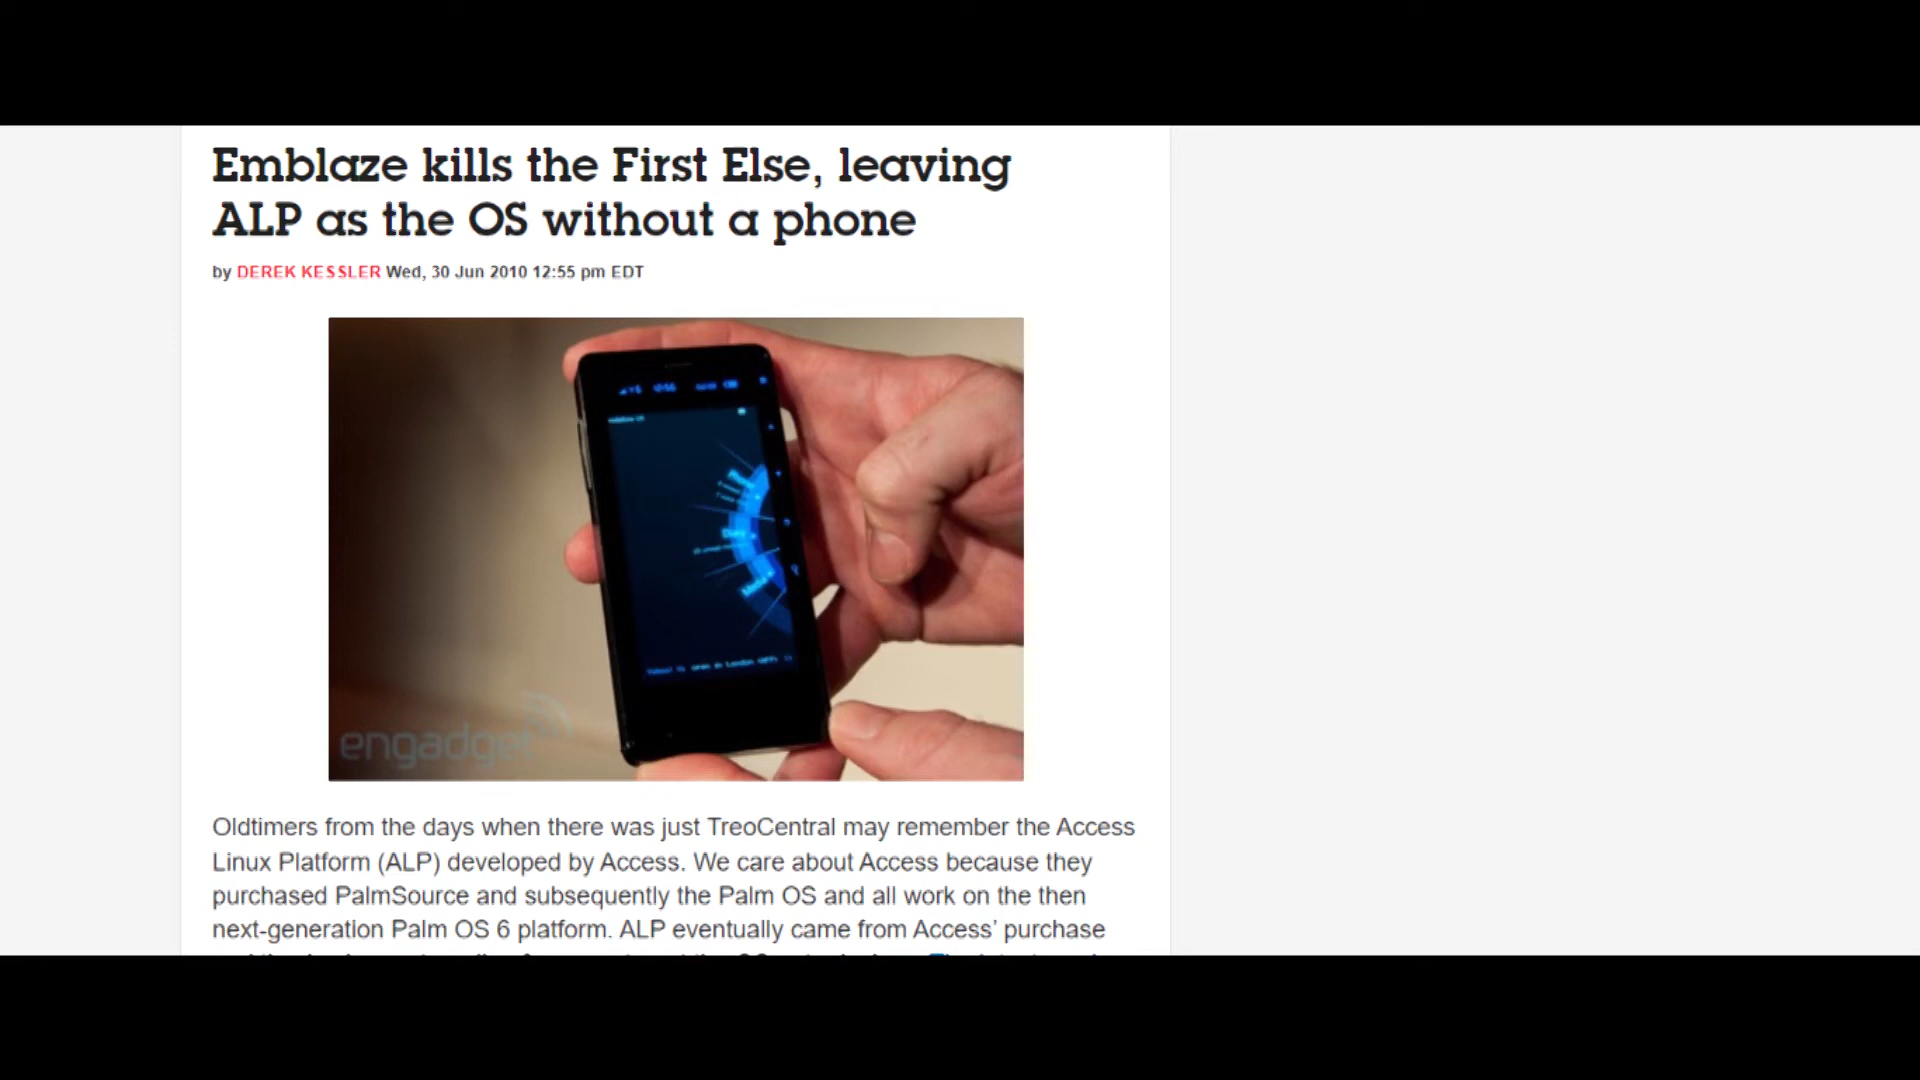 Emblaze kills the First Else, leaving
ALP as the OS without a phone
by DEREK KESSLER Wed, 30 Jun 2010 12:55 pm EDT
Phone
Diary
Media
engadget
Oldtimers from the days when there was just TreoCentral may remember the Access
Linux Platform (ALP) developed by Access. We care about Access because they
purchased PalmSource and subsequently the Palm OS and all work on the then
next-generation Palm OS 6 platform. ALP eventually came from Access’ purchase